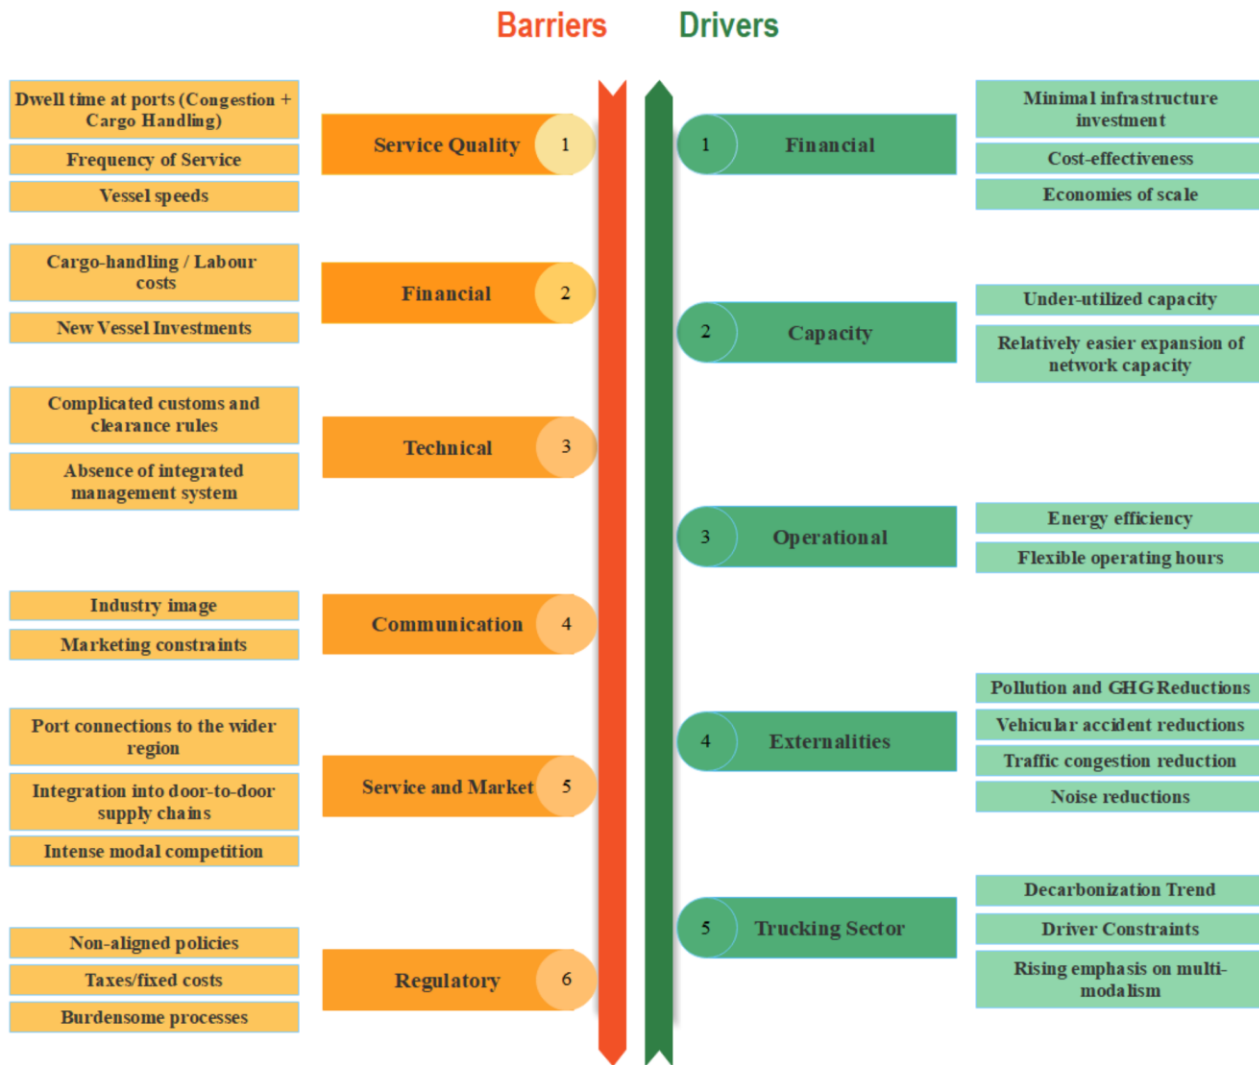 Barriers
Drivers
Dwell time at ports (Congestion +
Cargo Handling)
Frequency of Service
Vessel speeds
Service Quality
1
Cargo-handling / Labour
costs
New Vessel Investments
Financial
2
Complicated customs and
clearance rules
Absence of integrated
management system
Technical
3
Industry image
Marketing constraints
Communication
4
Port connections to the wider
region
Integration into door-to-door
supply chains
Intense modal competition
Service and Market
5
Non-aligned policies
Taxes/fixed costs
Burdensome processes
Regulatory
6
1
Financial
Minimal infrastructure
investment
Cost-effectiveness
Economies of scale
2
Capacity
Under-utilized capacity
Relatively easier expansion of
network capacity
3
Operational
Energy efficiency
Flexible operating hours
4
Externalities
Pollution and GHG Reductions
Vehicular accident reductions
Traffic congestion reduction
Noise reductions
5
Trucking Sector
Decarbonization Trend
Driver Constraints
Rising emphasis on multi-
modalism